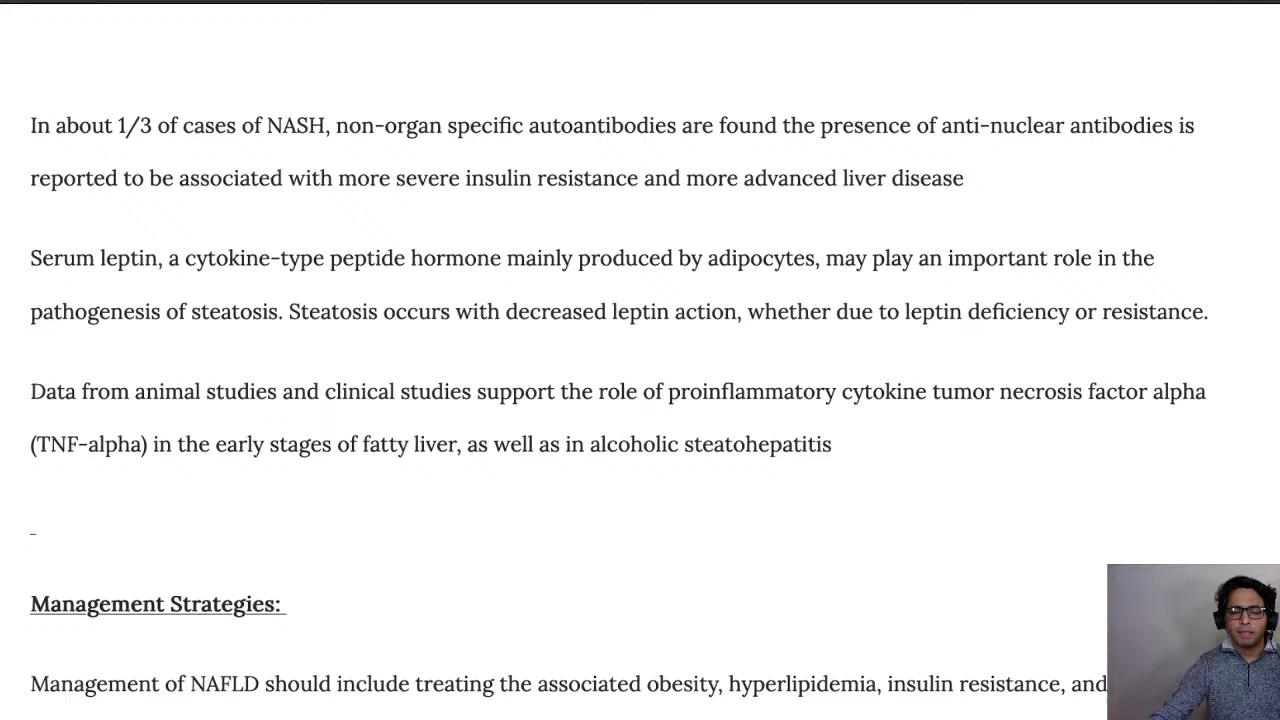 In about 1/3 of cases of NASH, non-organ specific autoantibodies are found the presence of anti-nuclear antibodies is
reported to be associated with more severe insulin resistance and more advanced liver disease
Serum leptin, a cytokine-type peptide hormone mainly produced by adipocytes, may play an important role in the
pathogenesis of steatosis. Steatosis occurs with decreased leptin action, whether due to leptin deficiency or resistance.
Data from animal studies and clinical studies support the role of proinflammatory cytokine tumor necrosis factor alpha
(TNF-alpha) in the early stages of fatty liver, as well as in alcoholic steatohepatitis
Management Strategies:
Management of NAFLD should include treating the associated obesity, hyperlipidemia, insulin resistance, and